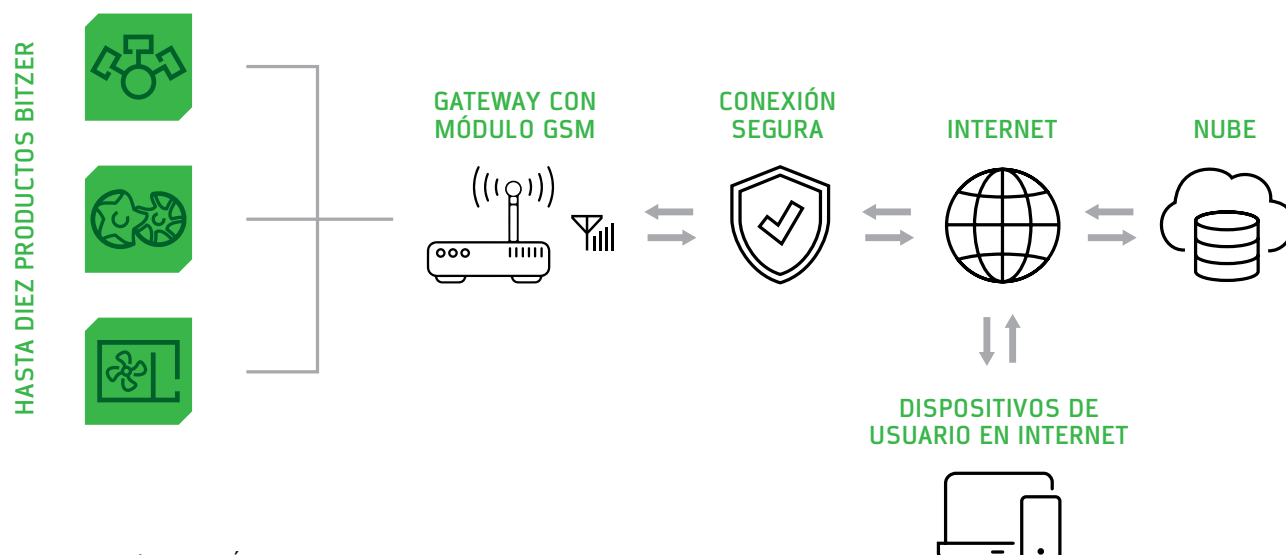 HASTA DIEZ PRODUCTOS BITZER
GATEWAY CON
MÓDULO GSM
CONEXIÓN
SEGURA
INTERNET
NUBE
DISPOSITIVOS DE
USUARIO EN INTERNET